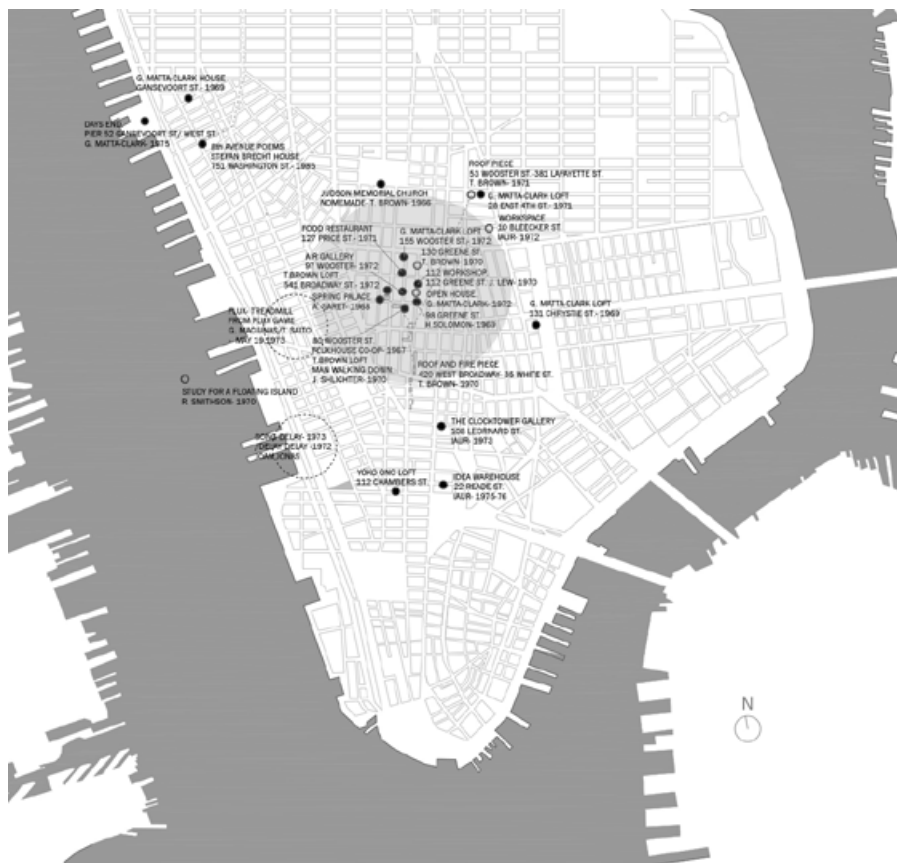 G. MATTA-CLARK HOUSE
GANSEVOORT ST.- 1969
DAYS END
PIER 52 GANSEVOORT ST/ WEST ST.
G. MATTA-CLARK- 1975
8th AVENUE POEMS
STEFAN BRECHT HOUSE
751 WASHINGTON ST.- 1985
JUDSON MEMORIAL CHURCH
HOMEMADE- T. BROWN- 1966
ROOF PIECE
53 WOOSTER ST.-381 LAFAYETTE ST.
T. BROWN- 1971
G. MATTA-CLARK LOFT
28 EAST 4TH ST.- 1971
WORKSPACE
10 BLEECKER ST.
IAUR- 1972
FOOD RESTAURANT
127 PRICE ST.- 1971
G. MATTA-CLARK LOFT
155 WOOSTER ST.- 1972
130 GREENE ST.
T. BROWN- 1970
AIR GALLERY
97 WOOSTER- 1972
112 WORKSHOP
112 GREENE ST. J. LEW- 1970
T.BROWN LOFT
541 BROADWAY ST.- 1972
OPEN HOUSE
G. MATTA-CLARK- 1972
SPRING PALACE
A. SARET- 1968
98 GREENE ST.
H SOLOMON- 1969
G. MATTA-CLARK LOFT
131 CHRYSTIE ST.- 1969
FLUX- TREADMILL
FROM FLUX GAME
G. MACIUNAS/T. SAITO
- MAY 19.1973
80 WOOSTER ST.
FLUXHOUSE CO-OP- 1967
T.BROWN LOFT
MAN WALKING DOWN
J. SHLICHTER- 1970
ROOF AND FIRE PIECE
420 WEST BROADWAY- 35 WHITE ST.
T. BROWN- 1970
STUDY FOR A FLOATING ISLAND
R. SMITHSON- 1970
SONG DELAY- 1973
/DELAY DELAY -1972
JOAN JONAS
THE CLOCKTOWER GALLERY
108 LEORNARD ST.
IAUR- 1973
YOKO ONO LOFT
112 CHAMBERS ST.
IDEA WAREHOUSE
22 READE ST.
IAUR- 1975-76
N